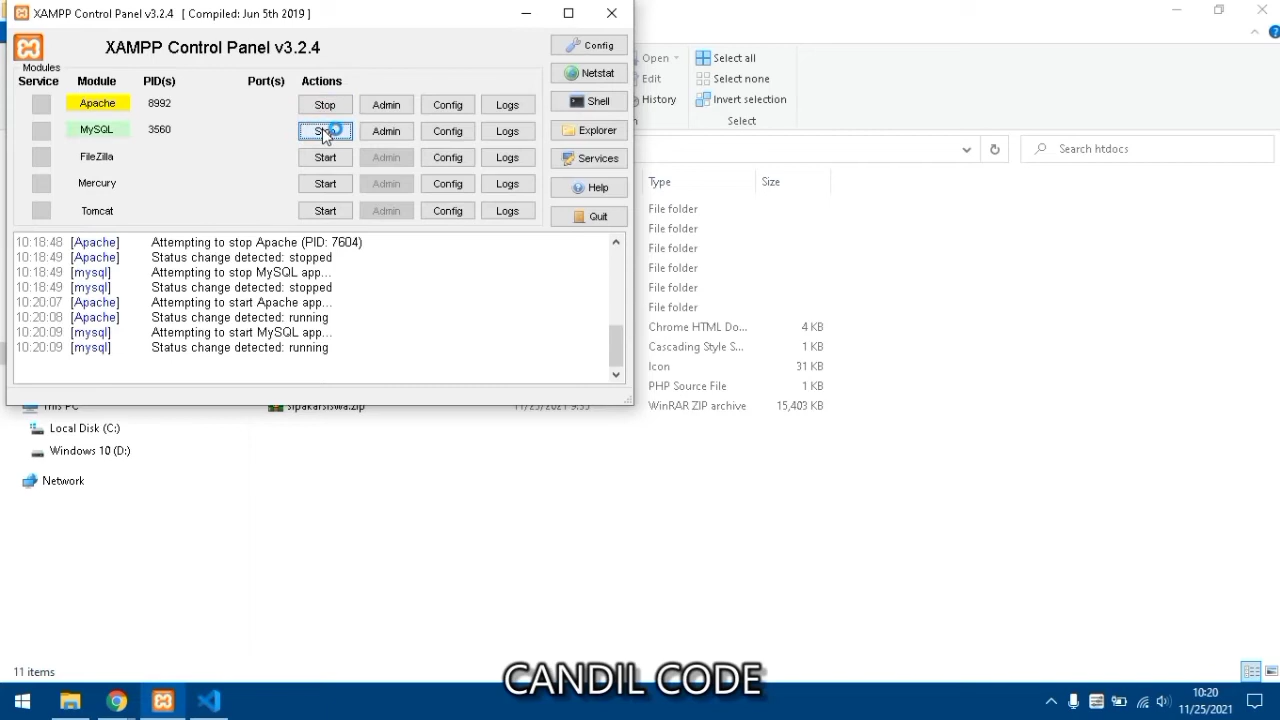 XAMPP Control Panel v3.2.4 [ Compiled: Jun 5th 2019 ]
XAMPP Control Panel v3.2.4
Config
Modules
Service Module PID(s) Port(s) Actions
Netstat
Apache 8992 Stop Admin Config Logs
Shell
MySQL 3560 Admin Config Logs
Explorer
FileZilla Start Admin Config Logs
Services
Mercury Start Admin Config Logs
Help
Tomcat Start Admin Config Logs
Quit
10:18:48 [Apache] Attempting to stop Apache (PID: 7604)
10:18:49 [Apache] Status change detected: stopped
10:18:49 [mysql] Attempting to stop MySQL app...
10:18:49 [mysql] Status change detected: stopped
10:20:07 [Apache] Attempting to start Apache app...
10:20:08 [Apache] Status change detected: running
10:20:09 [mysql] Attempting to start MySQL app...
10:20:09 [mysql] Status change detected: running
Open Select all
Edit Select none
History Invert selection
Select
Search htdocs
Type Size
File folder
File folder
File folder
File folder
File folder
File folder
Chrome HTML Do... 4 KB
Cascading Style S... 1 KB
Icon 31 KB
PHP Source File 1 KB
WinRAR ZIP archive 15,403 KB
This PC
Local Disk (C:)
Windows 10 (D:)
Network
11 items
CANDIL CODE
10:20
11/25/2021